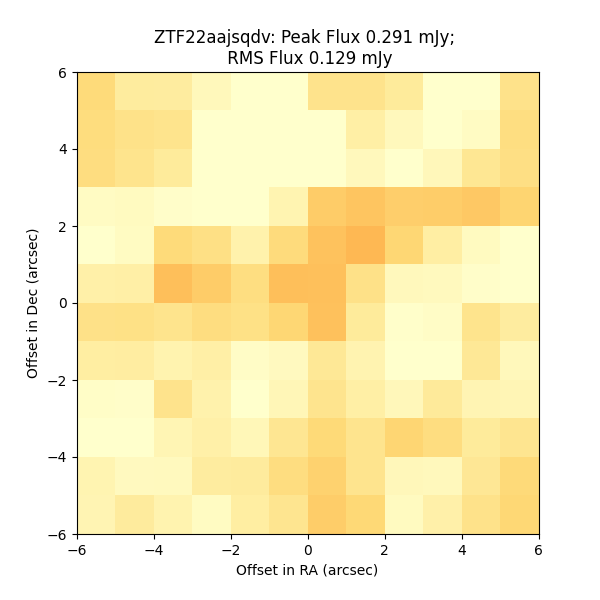 ZTF22aajsqdv: Peak Flux 0.291 mJy;
RMS Flux 0.129 mJy
6
4
2
0
−2
−4
−6
Offset in Dec (arcsec)
−6 −4 −2 0 2 4 6
Offset in RA (arcsec)